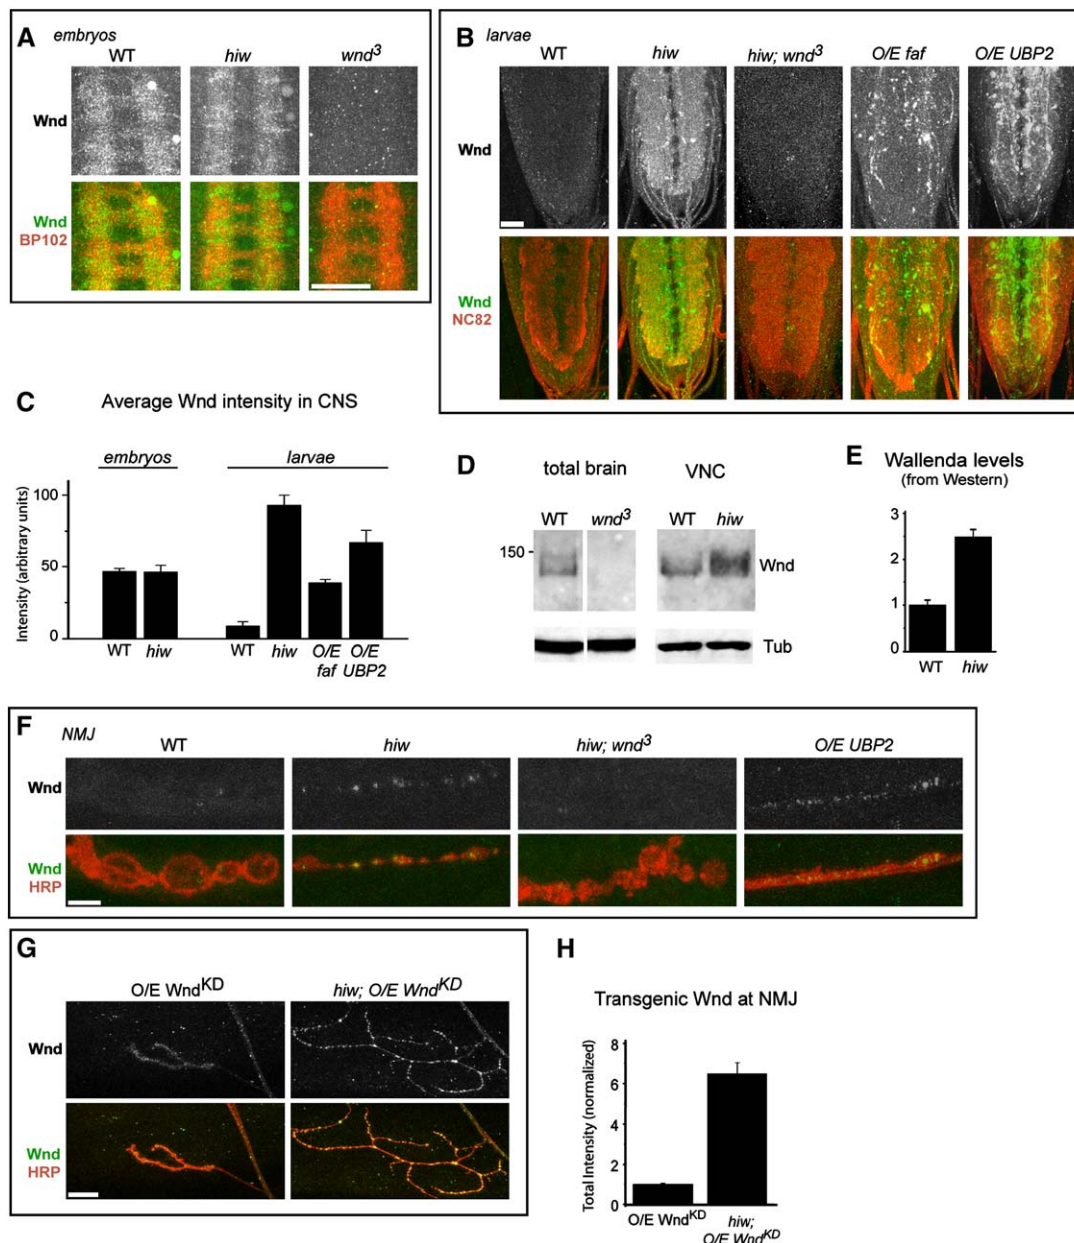 A
embryos
WT hiw wnd³
Wnd
Wnd
BP102
B
larvae
WT hiw hiw; wnd³ O/E faf O/E UBP2
Wnd
Wnd
NC82
C
Average Wnd intensity in CNS
embryos larvae
Intensity (arbitrary units)
100
50
0
WT hiw WT hiw O/E faf O/E UBP2
D
total brain VNC
WT wnd³ WT hiw
150
Wnd
Tub
E
Wallenda levels
(from Western)
3
2
1
0
WT hiw
F
NMJ
WT hiw hiw; wnd³ O/E UBP2
Wnd
Wnd
HRP
G
O/E Wndᴷᴰ hiw; O/E Wndᴷᴰ
Wnd
Wnd
HRP
H
Transgenic Wnd at NMJ
Total Intensity (normalized)
8
6
4
2
0
O/E Wndᴷᴰ hiw;
O/E Wndᴷᴰ